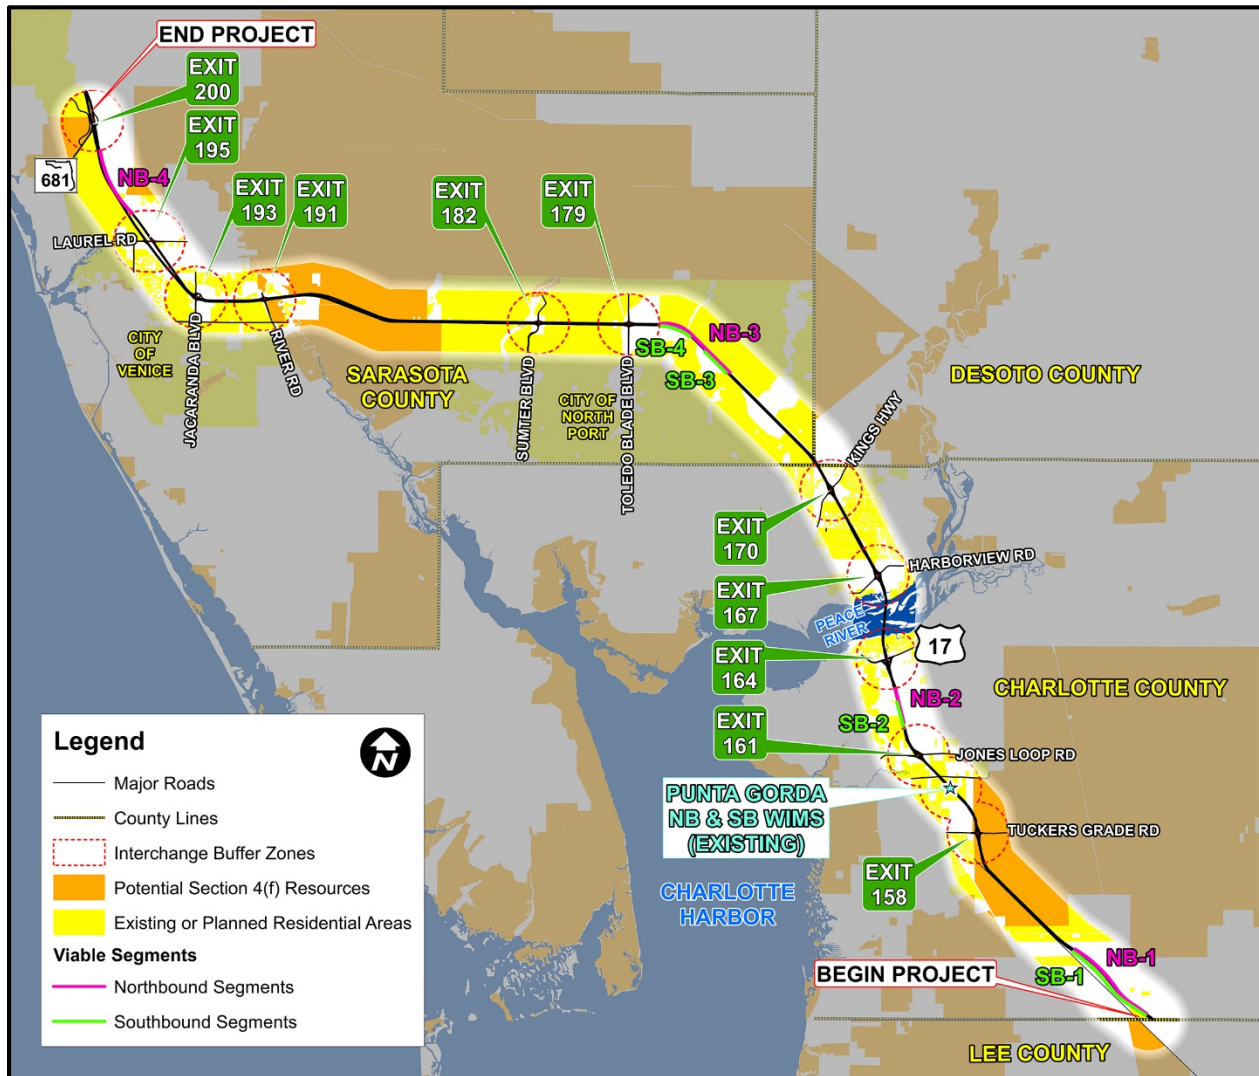 END PROJECT
EXIT
200
EXIT
195
681
NB-4
EXIT
193
EXIT
191
EXIT
182
EXIT
179
LAUREL RD
JACARANDA BLVD
RIVER RD
CITY
OF
VENICE
SARASOTA
COUNTY
SUMTER BLVD
CITY OF
NORTH
PORT
TOLEDO BLADE BLVD
NB-3
SB-4
SB-3
DESOTO COUNTY
KINGS HWY
EXIT
170
HARBORVIEW RD
EXIT
167
PEACE
RIVER
17
EXIT
164
CHARLOTTE COUNTY
NB-2
SB-2
EXIT
161
JONES LOOP RD
PUNTA GORDA
NB & SB WIMS
(EXISTING)
TUCKERS GRADE RD
EXIT
158
CHARLOTTE
HARBOR
NB-1
SB-1
BEGIN PROJECT
LEE COUNTY
Legend
N
Major Roads
County Lines
Interchange Buffer Zones
Potential Section 4(f) Resources
Existing or Planned Residential Areas
Viable Segments
Northbound Segments
Southbound Segments